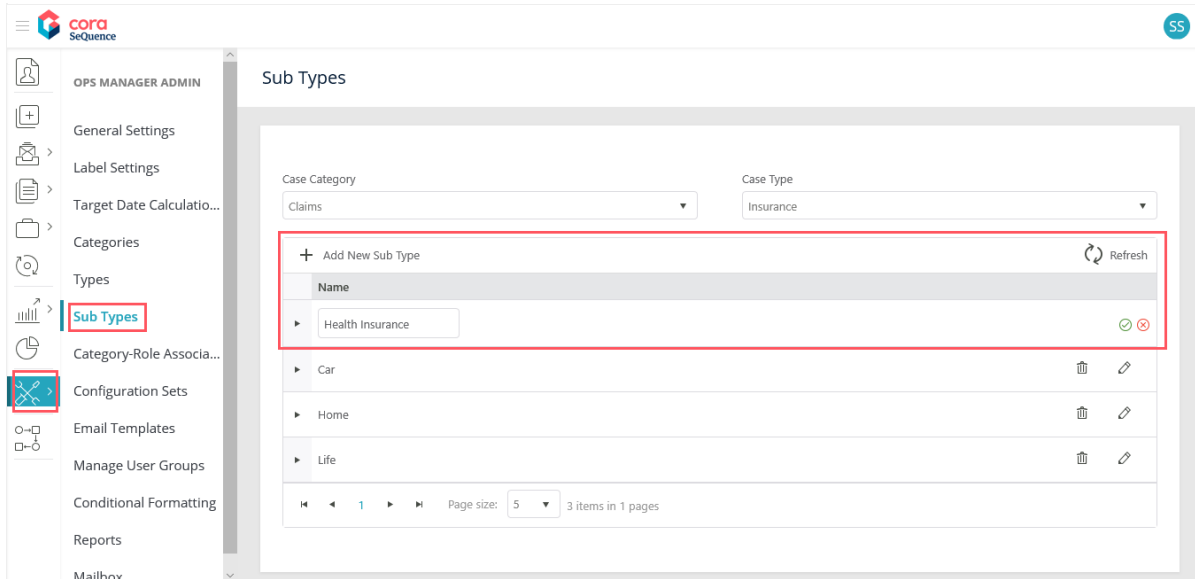 cora
SeQuence
SS
OPS MANAGER ADMIN
General Settings
Label Settings
Target Date Calculatio...
Categories
Types
Sub Types
Category-Role Associa...
Configuration Sets
Email Templates
Manage User Groups
Conditional Formatting
Reports
Mailbox
Sub Types
Case Category
Case Type
Claims
Insurance
Add New Sub Type
Refresh
Name
Health Insurance
Car
Home
Life
1
Page size:
5
3 items in 1 pages